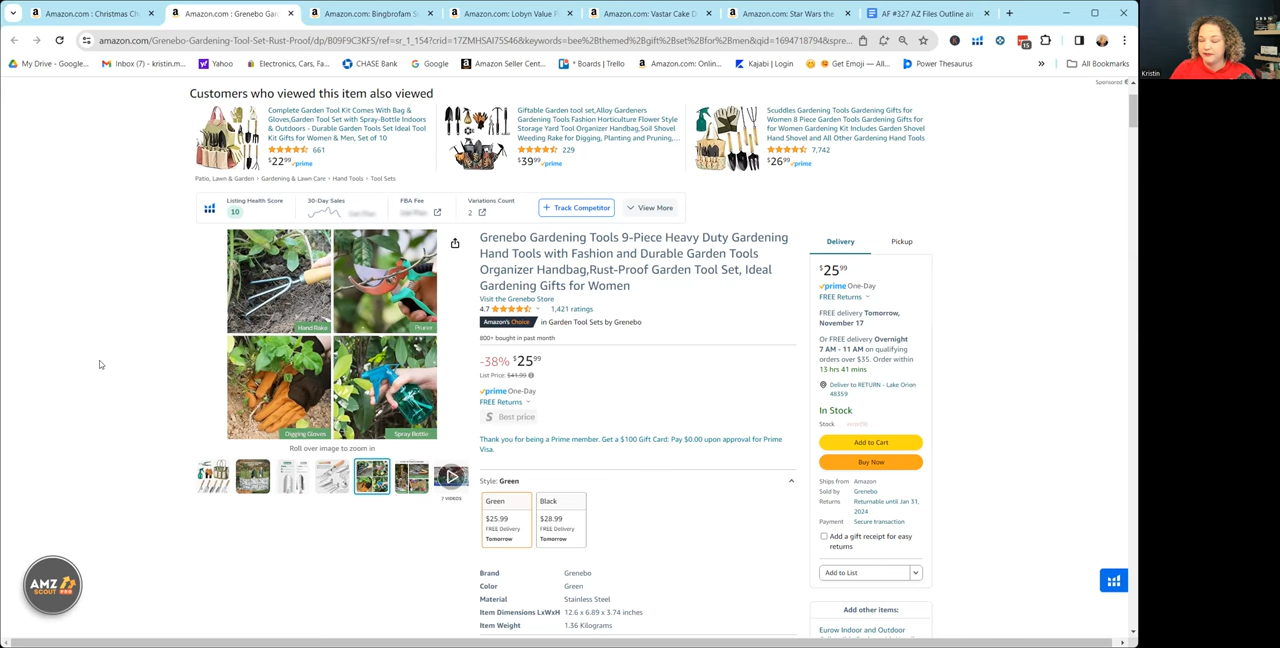 Amazon.com : Christmas Ch
Amazon.com : Grenebo Gar
Amazon.com: Bingbrofam S
Amazon.com: Lobyn Value P
Amazon.com: Vastar Cake D
Amazon.com: Star Wars the
AF #327 AZ Files Outline
amazon.com/Grenebo-Gardening-Tool-Set-Rust-Proof/dp/B09F9C3KFS/
My Drive - Google...
Inbox (7) - kristin.m...
Yahoo
Electronics, Cars, Fa...
CHASE Bank
Google
Amazon Seller Cent...
* Boards | Trello
Amazon.com: Onlin...
Kajabi | Login
Get Emoji — All...
Power Thesaurus
All Bookmarks
Kristin
Sponsored
Customers who viewed this item also viewed
Complete Garden Tool Kit Comes With Bag &
Gloves,Garden Tool Set with Spray-Bottle Indoors
& Outdoors - Durable Garden Tools Set Ideal Tool
Kit Gifts for Women & Men, Set of 10
661
$22.99 prime
Giftable Garden tool set,Alloy Gardeners
Gardening Tools Fashion Horticulture Flower Style
Storage Yard Tool Organizer Handbag,Soil Shovel
Weeding Rake for Digging, Planting and Pruning,...
229
$39.99 prime
Scuddles Gardening Tools Gardening Gifts for
Women 8 Piece Garden Tools Gardening Gifts for
for Women Gardening Kit Includes Garden Shovel
Hand Shovel and All Other Gardening Hand Tools
7,742
$26.99 prime
Patio, Lawn & Garden › Gardening & Lawn Care › Hand Tools › Tool Sets
Listing Health Score
10
30-Day Sales
FBA Fee
Variations Count
2
+ Track Competitor
View More
Hand Rake
Pruner
Digging Gloves
Spray Bottle
Roll over image to zoom in
7 VIDEOS
AMZ
SCOUT PRO
Grenebo Gardening Tools 9-Piece Heavy Duty Gardening
Hand Tools with Fashion and Durable Garden Tools
Organizer Handbag,Rust-Proof Garden Tool Set, Ideal
Gardening Gifts for Women
Visit the Grenebo Store
4.7
1,421 ratings
Amazon's Choice in Garden Tool Sets by Grenebo
800+ bought in past month
-38% $25.99
List Price: $41.99
prime One-Day
FREE Returns
S Best price
Thank you for being a Prime member. Get a $100 Gift Card: Pay $0.00 upon approval for Prime
Visa.
Style: Green
Green
$25.99
FREE Delivery
Tomorrow
Black
$28.99
FREE Delivery
Tomorrow
Brand Grenebo
Color Green
Material Stainless Steel
Item Dimensions LxWxH 12.6 x 6.89 x 3.74 inches
Item Weight 1.36 Kilograms
Delivery
Pickup
$25.99
prime One-Day
FREE Returns
FREE delivery Tomorrow,
November 17
Or FREE delivery Overnight
7 AM - 11 AM on qualifying
orders over $35. Order within
13 hrs 41 mins
Deliver to RETURN - Lake Orion
48359
In Stock
Stock
Add to Cart
Buy Now
Ships from Amazon
Sold by Grenebo
Returns Returnable until Jan 31,
2024
Payment Secure transaction
Add a gift receipt for easy
returns
Add to List
Add other items:
Eurow Indoor and Outdoor